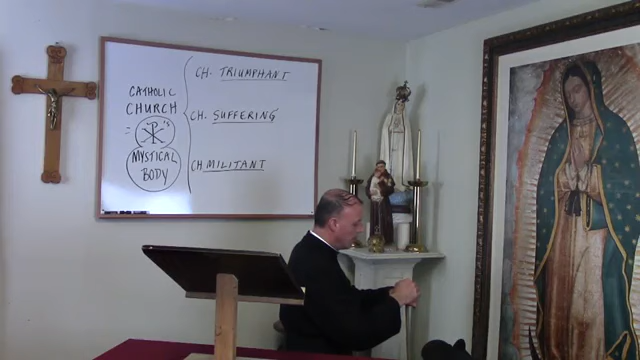 CATHOLIC
CHURCH
= ☧'s
MYSTICAL
BODY
CH. TRIUMPHANT
CH. SUFFERING
CH MILITANT